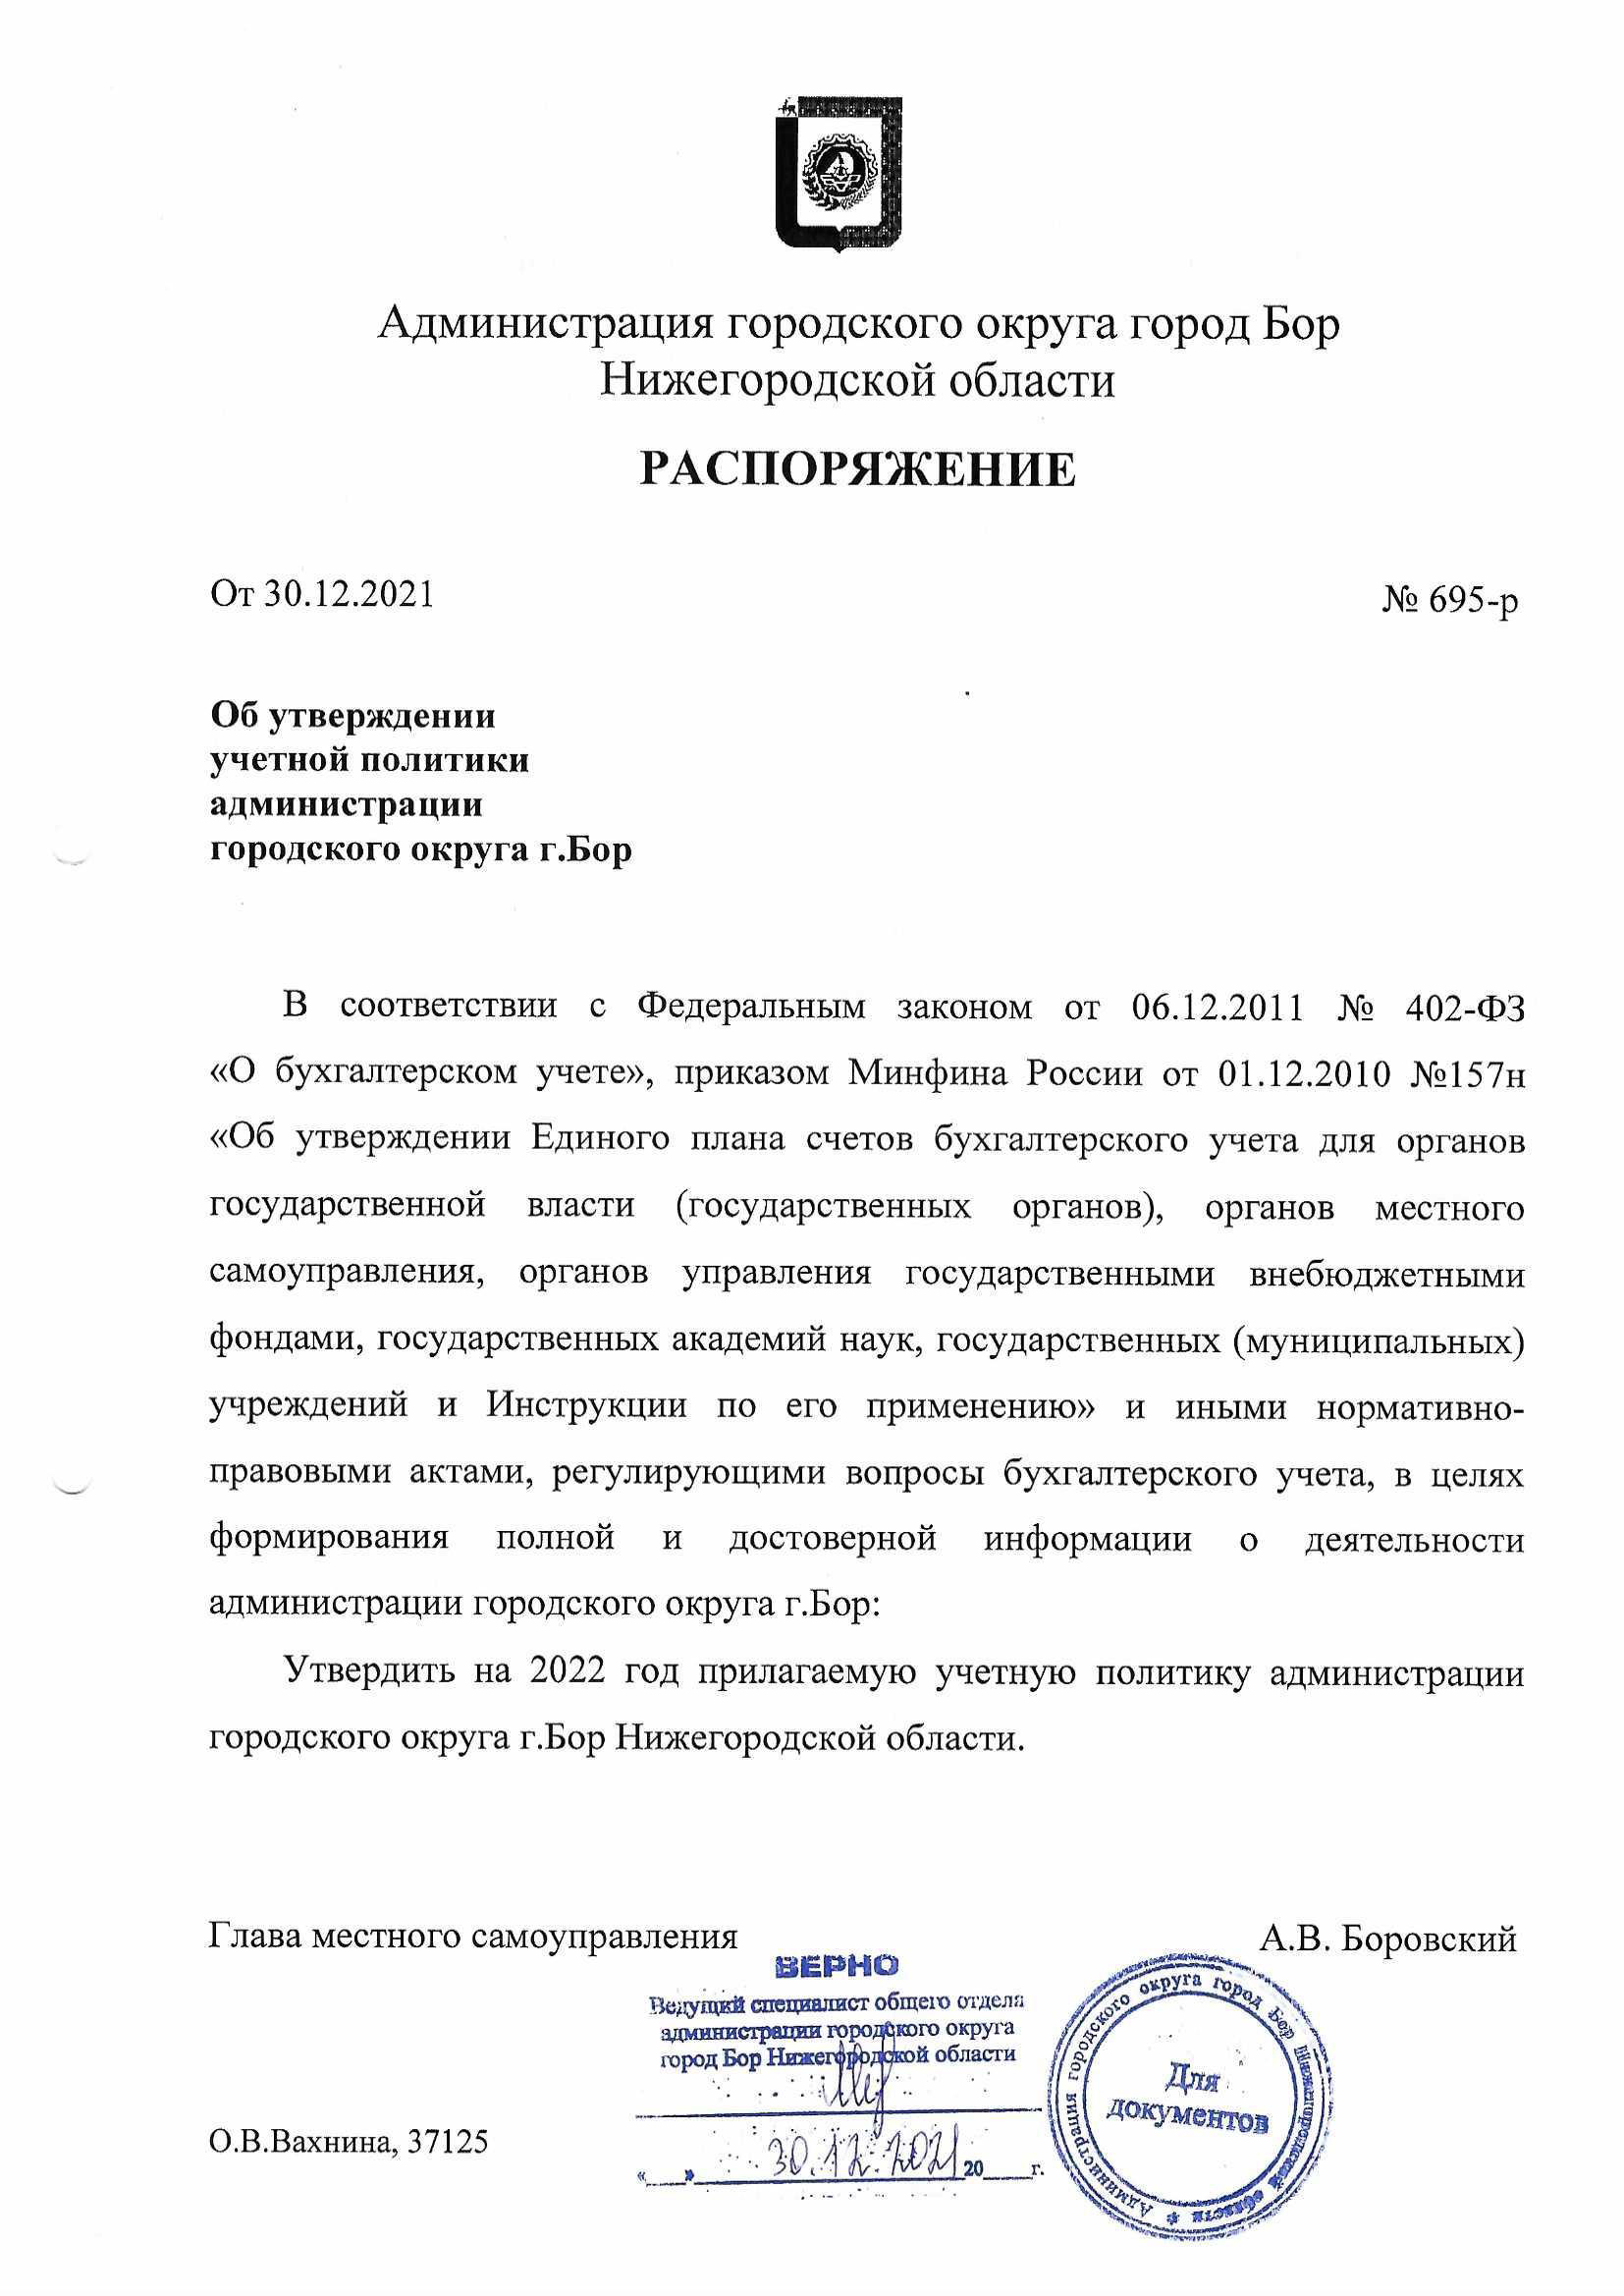 Администрация городского округа город Бор
Нижегородской области
РАСПОРЯЖЕНИЕ
От 30.12.2021 № 695-р
Об утверждении
учетной политики
администрации
городского округа г.Бор
В соответствии с Федеральным законом от 06.12.2011 № 402-ФЗ
«О бухгалтерском учете», приказом Минфина России от 01.12.2010 №157н
«Об утверждении Единого плана счетов бухгалтерского учета для органов
государственной власти (государственных органов), органов местного
самоуправления, органов управления государственными внебюджетными
фондами, государственных академий наук, государственных (муниципальных)
учреждений и Инструкции по его применению» и иными нормативно-
правовыми актами, регулирующими вопросы бухгалтерского учета, в целях
формирования полной и достоверной информации о деятельности
администрации городского округа г.Бор:
Утвердить на 2022 год прилагаемую учетную политику администрации
городского округа г.Бор Нижегородской области.
Глава местного самоуправления А.В. Боровский
ВЕРНО
Ведущий специалист общего отдела
администрации городского округа
город Бор Нижегородской области
«___»30.12.2021 20____г.
Администрация городского округа город Бор Нижегородской области *
Для
документов
О.В.Вахнина, 37125